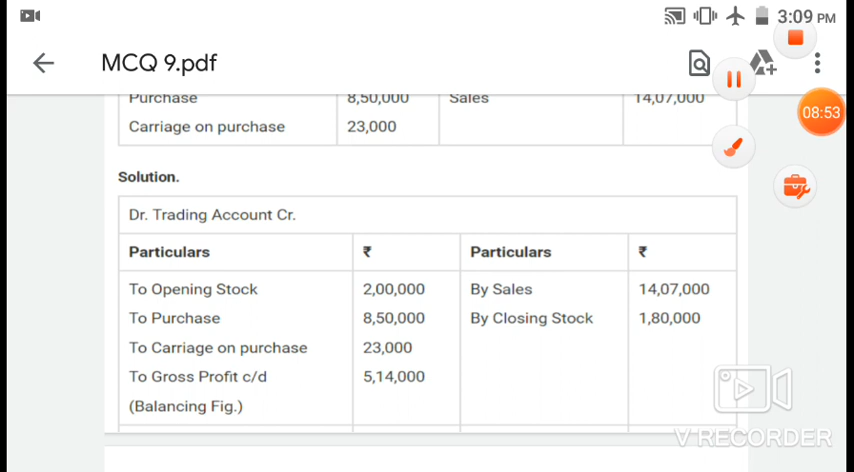 3:09 PM
MCQ 9.pdf
08:53
Purchase 8,50,000 Sales 14,07,000
Carriage on purchase 23,000
Solution.
Dr. Trading Account Cr.
Particulars ₹ Particulars ₹
To Opening Stock 2,00,000 By Sales 14,07,000
To Purchase 8,50,000 By Closing Stock 1,80,000
To Carriage on purchase 23,000
To Gross Profit c/d 5,14,000
(Balancing Fig.)
V RECORDER